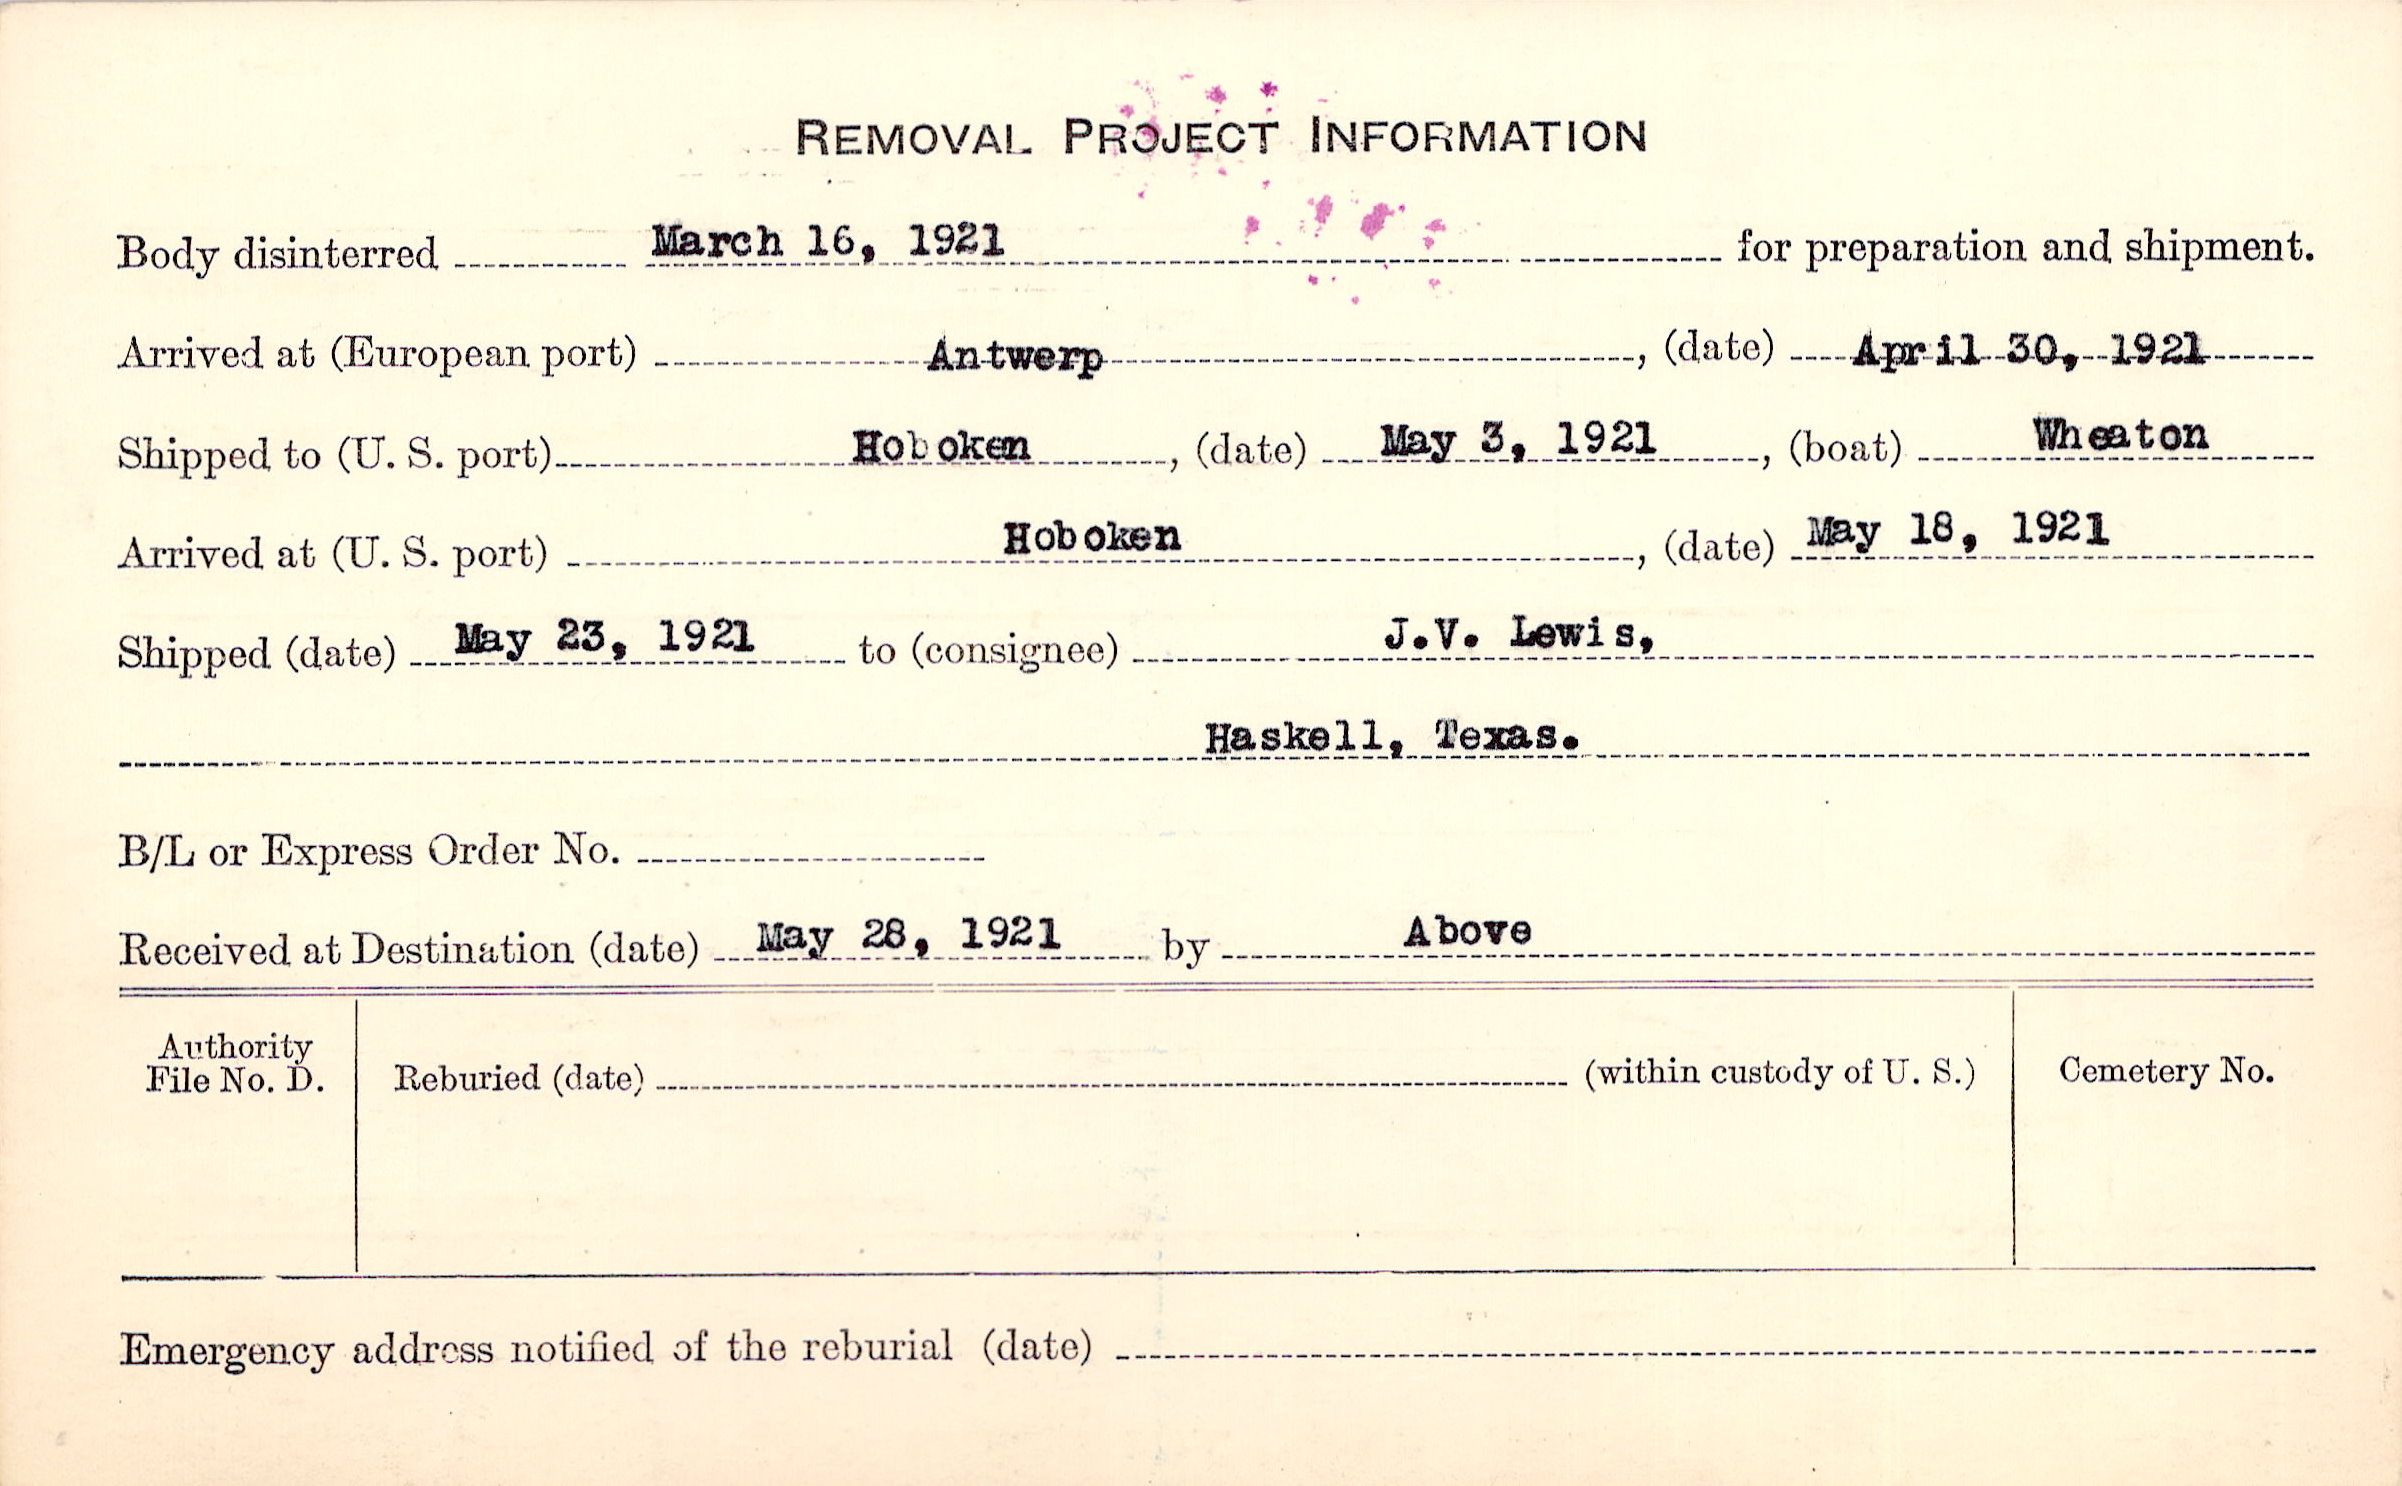 REMOVAL PROJECT INFORMATION
Body disinterred March 16, 1921 for preparation and shipment.
Arrived at (European port) Antwerp, (date) April 30, 1921
Shipped to (U. S. port) Hoboken, (date) May 3, 1921, (boat) Wheaton
Arrived at (U. S. port) Hoboken, (date) May 18, 1921
Shipped (date) May 23, 1921 to (consignee) J.V. Lewis,
Haskell, Texas.
B/L or Express Order No.
Received at Destination (date) May 28, 1921 by Above
Authority
File No. D.
Reburied (date) (within custody of U. S.)
Cemetery No.
Emergency address notified of the reburial (date)